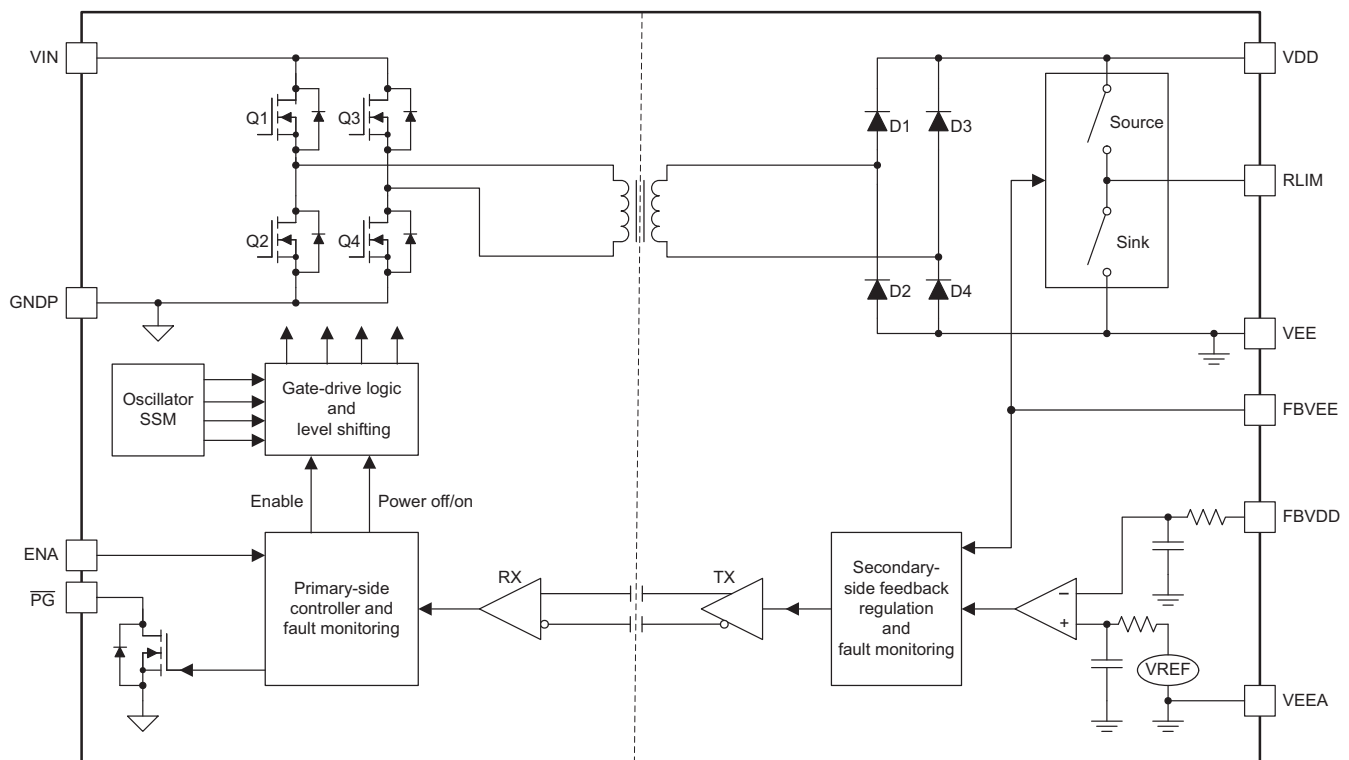 VIN
VDD
Q1
Q3
D1
D3
Source
RLIM
Q2
Q4
Sink
GNDP
D2
D4
VEE
Oscillator
SSM
Gate-drive logic
and
level shifting
FBVEE
Enable
Power off/on
FBVDD
ENA
PG
Primary-side
controller and
fault monitoring
RX
TX
Secondary-
side feedback
regulation
and
fault monitoring
–
+
VREF
VEEA